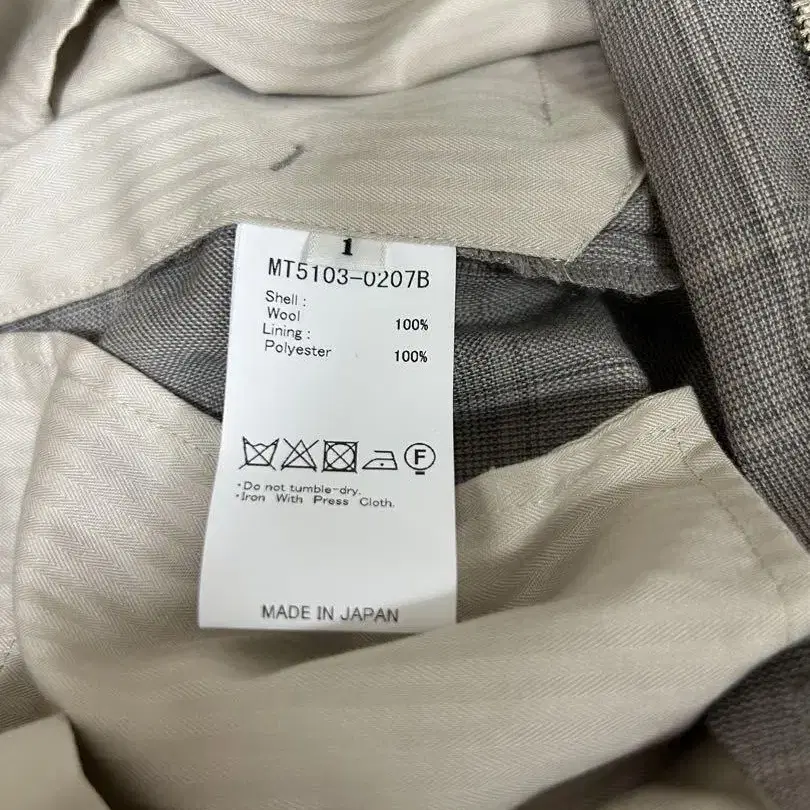 1
MT5103-0207B
Shell :
Wool 100%
Lining :
Polyester 100%
F
・Do not tumble-dry.
・Iron With Press Cloth.
MADE IN JAPAN